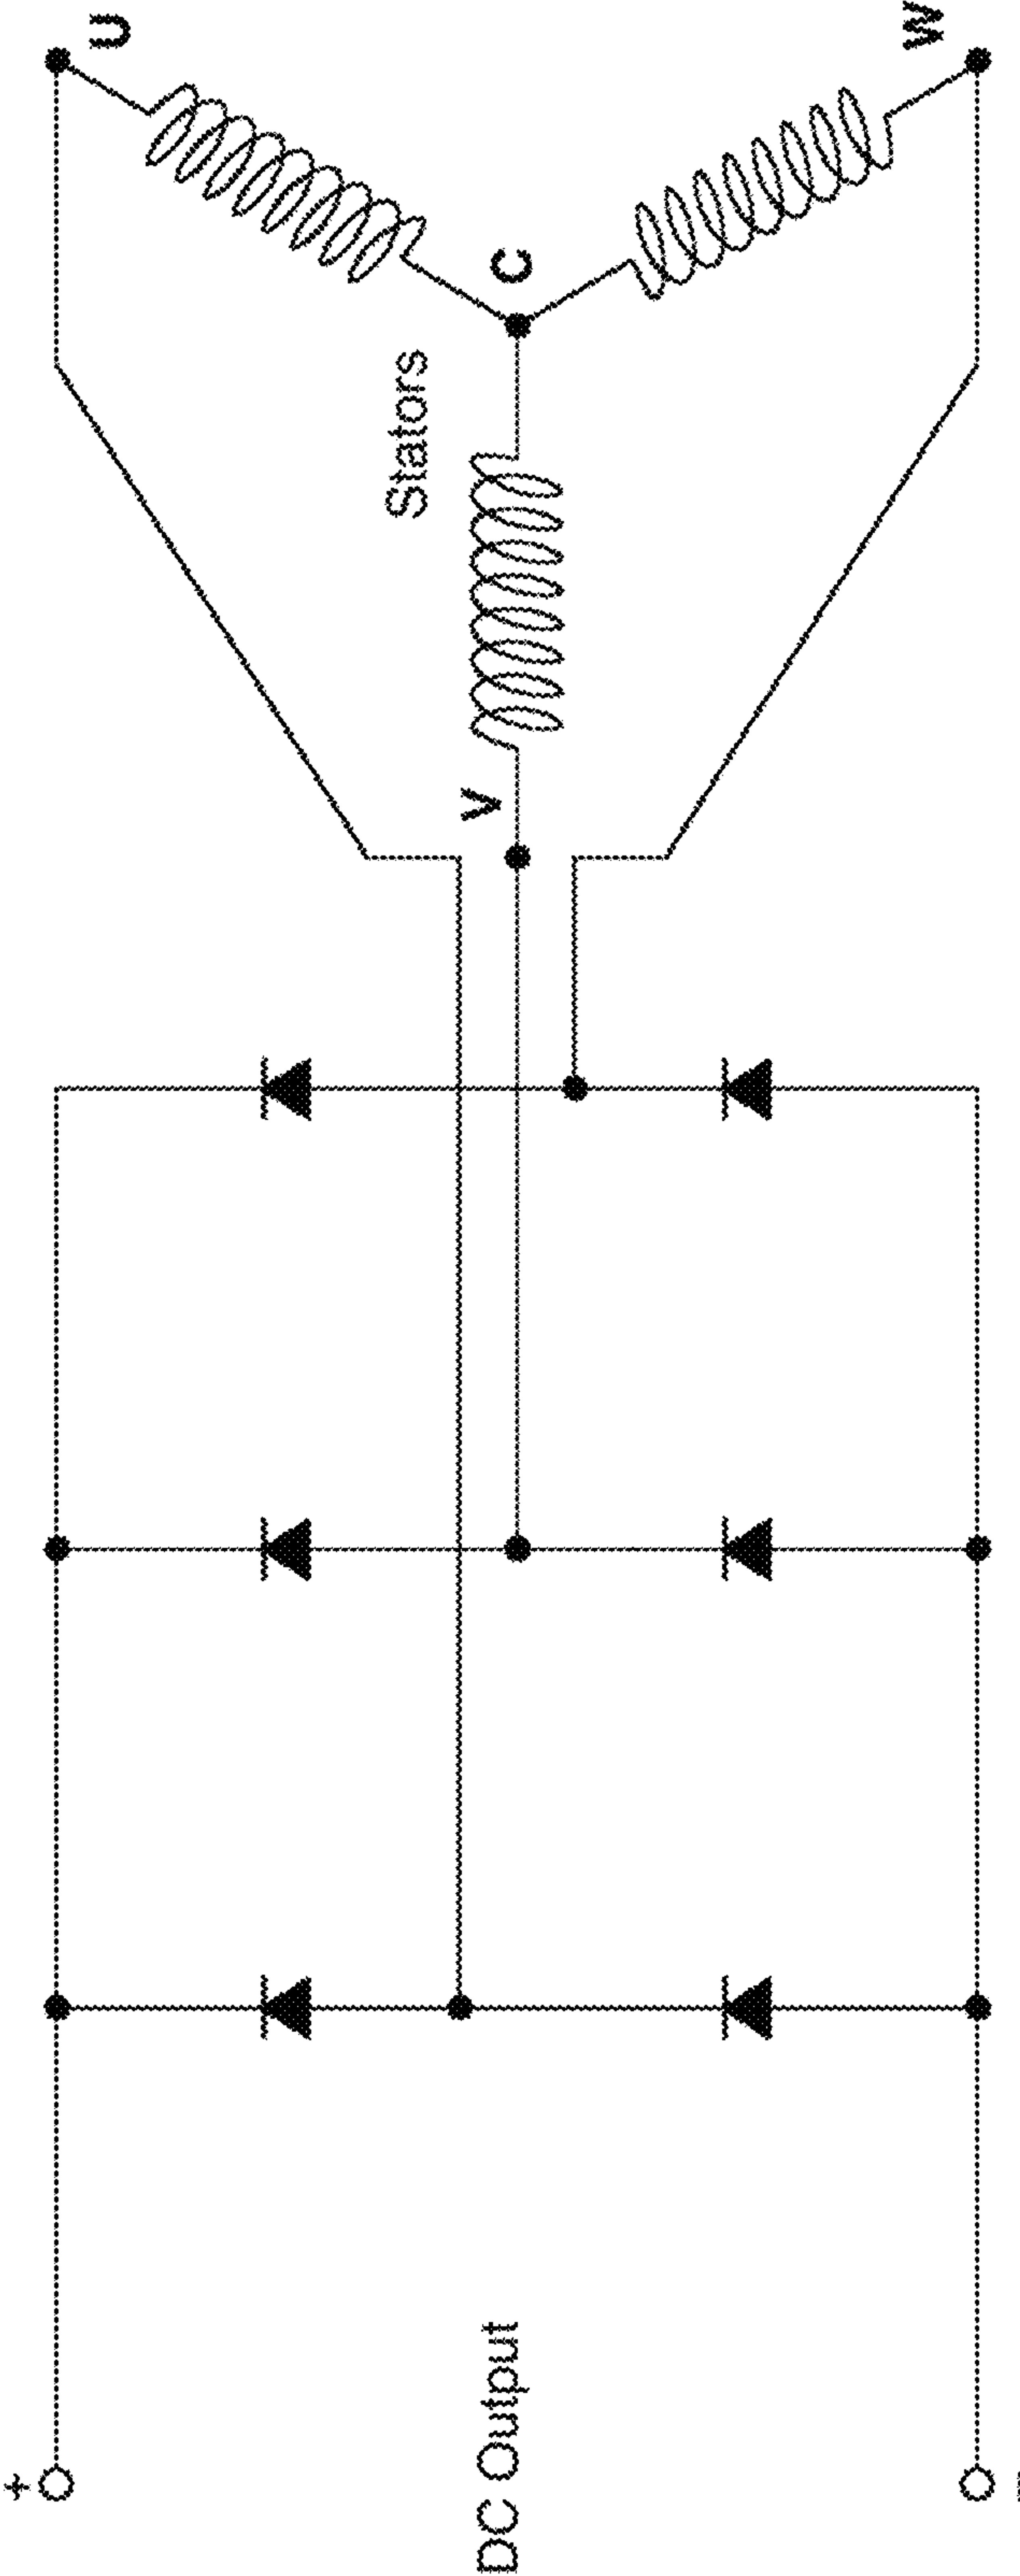 +
DC Output
−
V
Stators
C
U
W